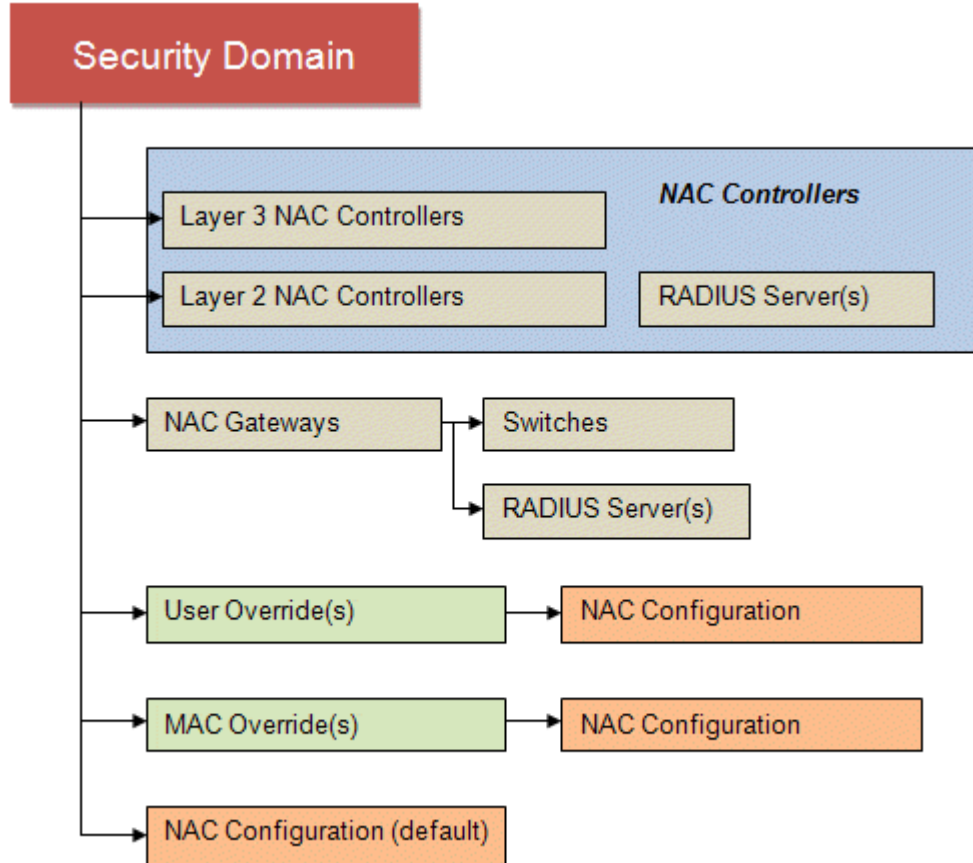 Security Domain
NAC Controllers
Layer 3 NAC Controllers
Layer 2 NAC Controllers
RADIUS Server(s)
NAC Gateways
Switches
RADIUS Server(s)
User Override(s)
NAC Configuration
MAC Override(s)
NAC Configuration
NAC Configuration (default)